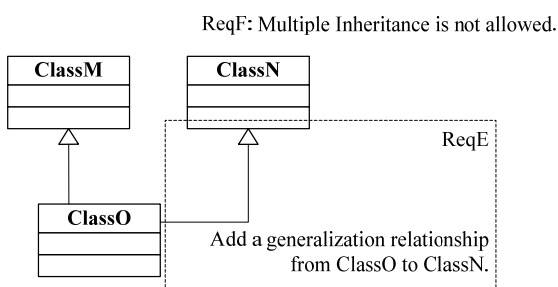 ReqF: Multiple Inheritance is not allowed.
ClassM
ClassN
ReqE
ClassO
Add a generalization relationship
from ClassO to ClassN.